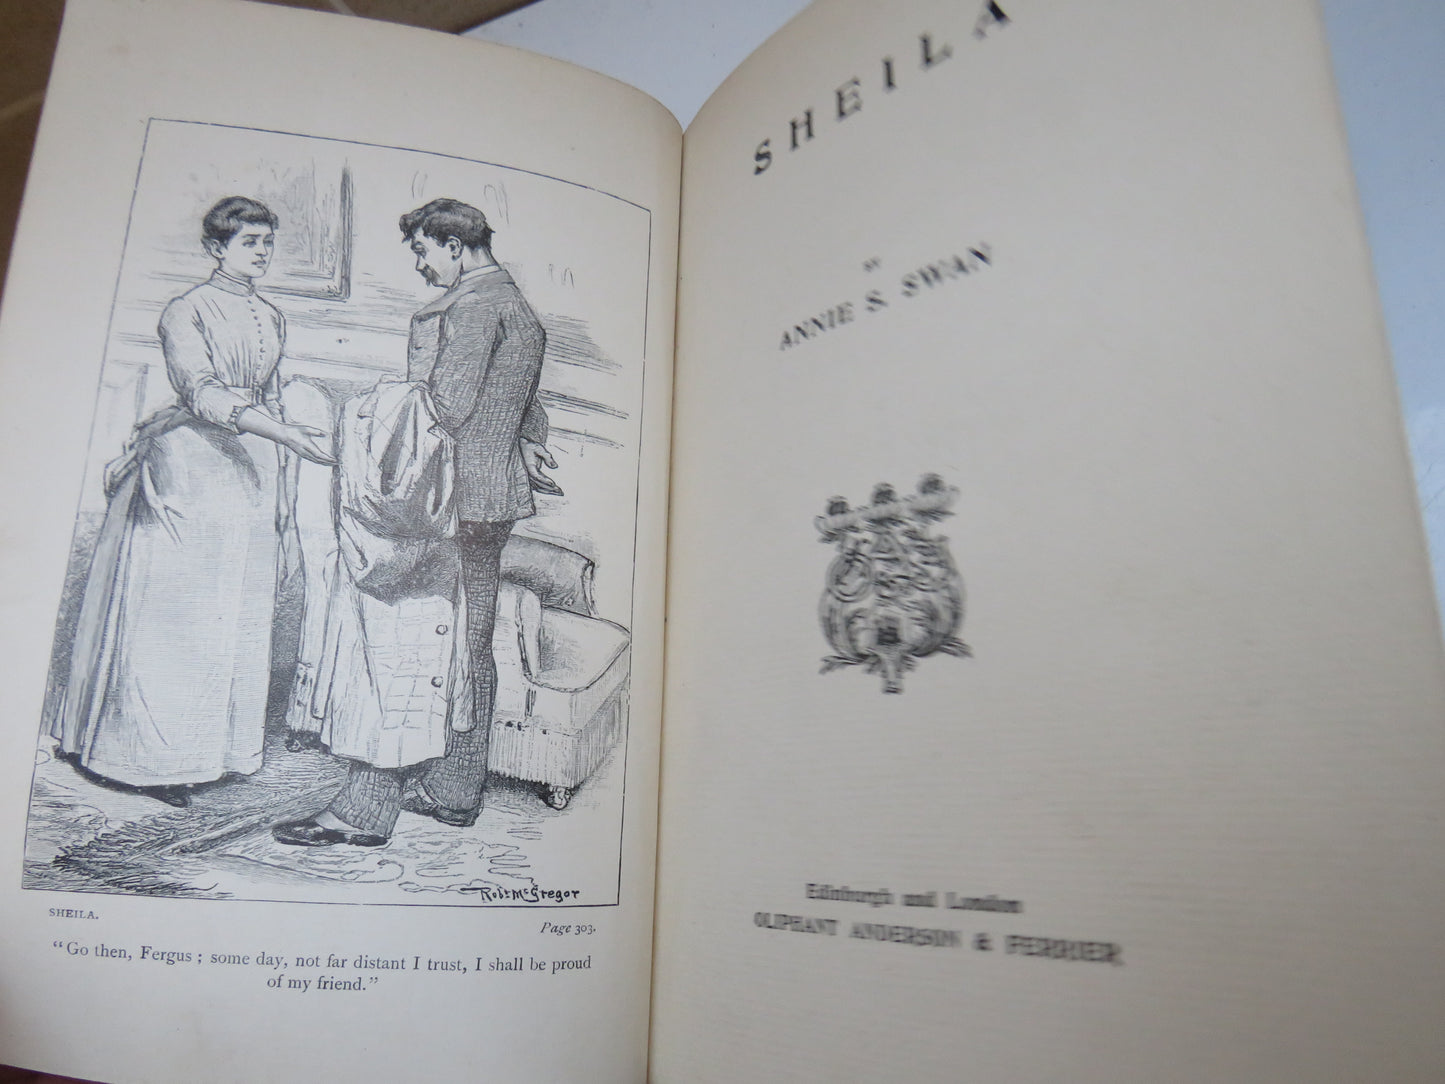 Robt McGregor
SHEILA.
Page 303.
"Go then, Fergus ; some day, not far distant I trust, I shall be proud
of my friend."
SHEILA
BY
ANNIE S. SWAN
Edinburgh and London
OLIPHANT ANDERSON & FERRIER